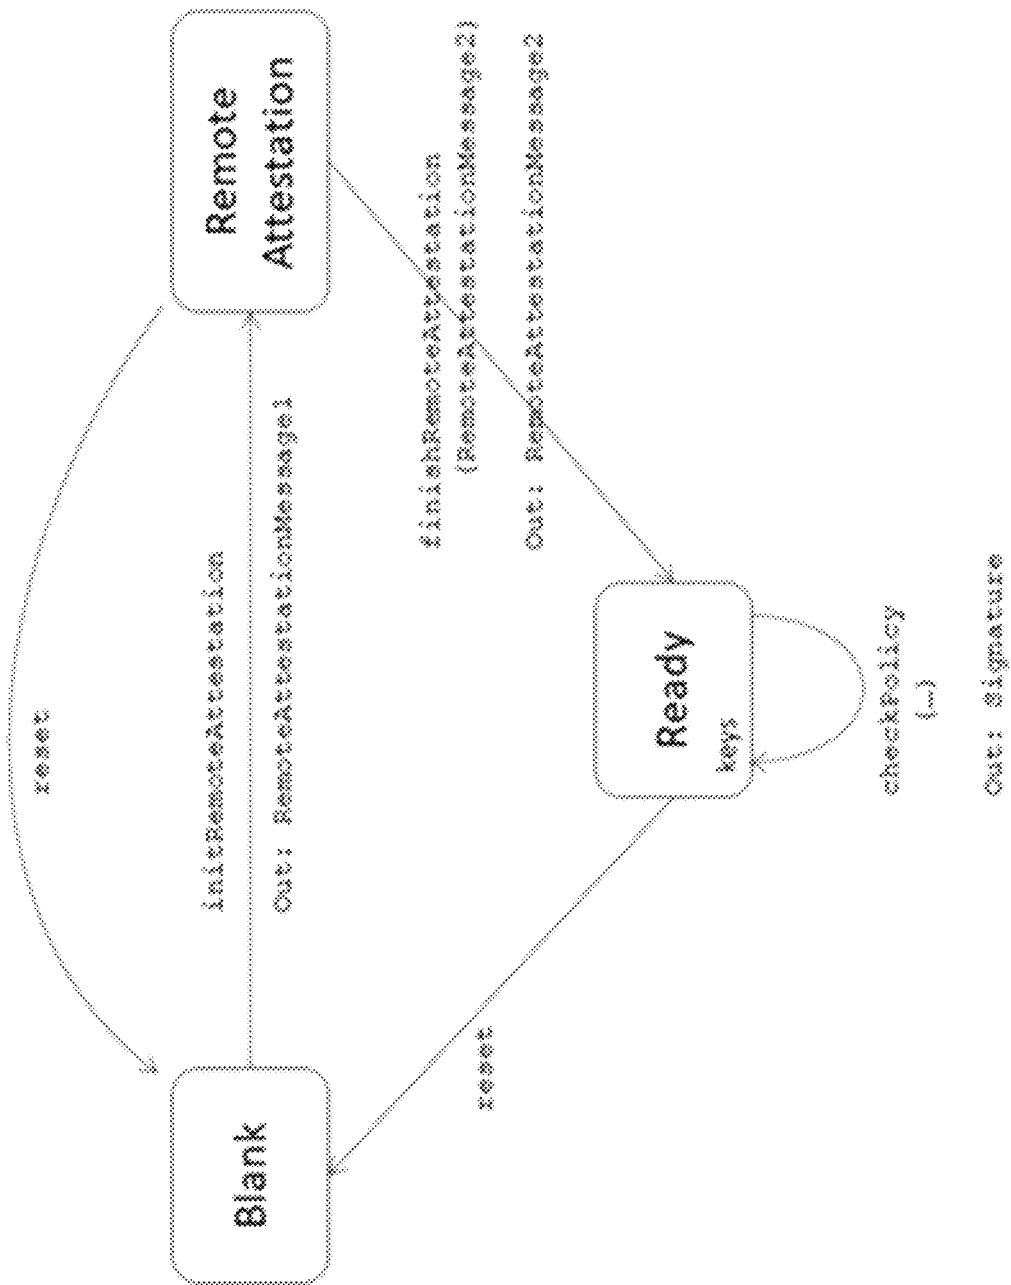 reset
initRemoteAttestation
Out: RemoteAttestationMessage1
Blank
Remote
Attestation
finishRemoteAttestation
(RemoteAttestationMessage2)
Out: RemoteAttestationMessage2
reset
Ready
keys
checkPolicy
(…)
Out: Signature